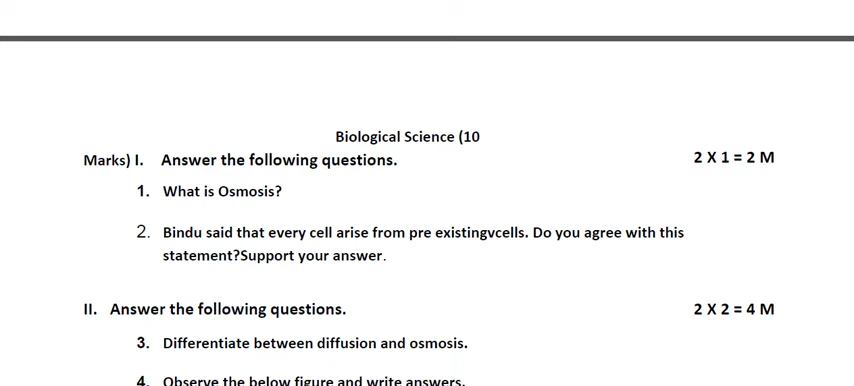 Biological Science (10
Marks) I. Answer the following questions. 2 X 1 = 2 M
1. What is Osmosis?
2. Bindu said that every cell arise from pre existingvcells. Do you agree with this
statement?Support your answer.
II. Answer the following questions. 2 X 2 = 4 M
3. Differentiate between diffusion and osmosis.
4. Observe the below figure and write answers.